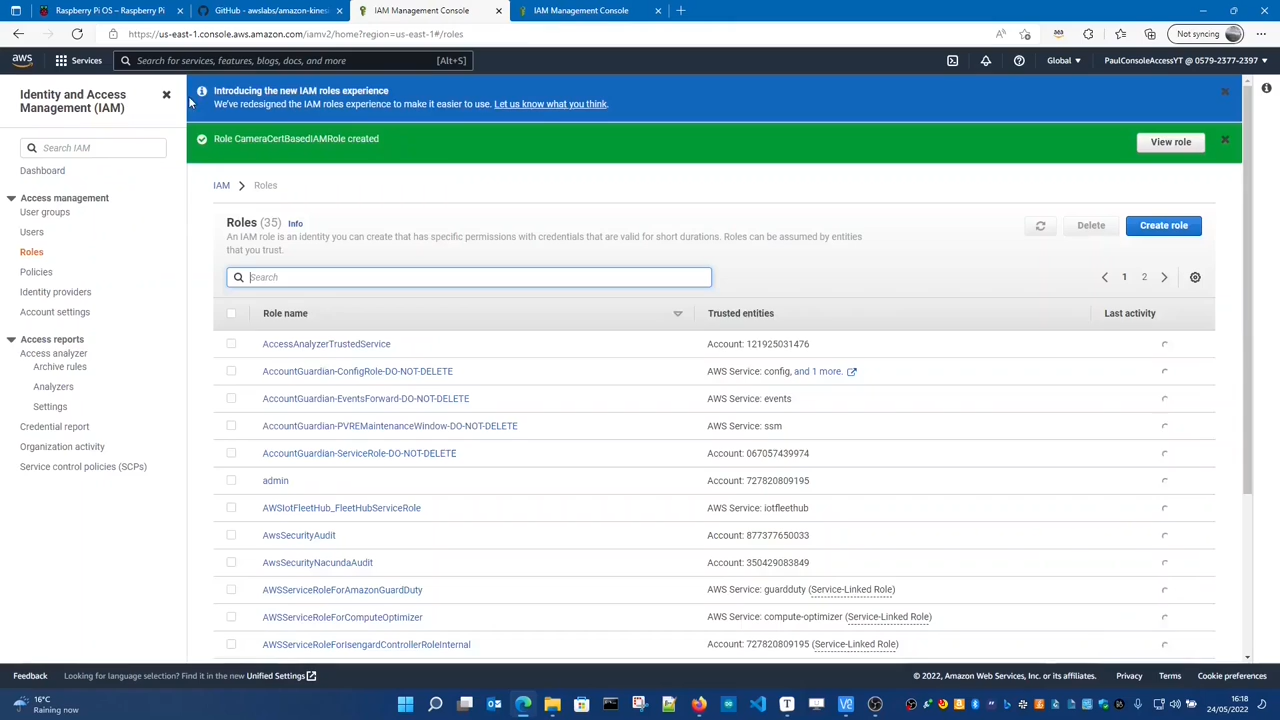 Raspberry Pi OS – Raspberry Pi
GitHub - awslabs/amazon-kines
IAM Management Console
IAM Management Console
https://us-east-1.console.aws.amazon.com/iamv2/home?region=us-east-1#/roles
Not syncing
aws
Services
Search for services, features, blogs, docs, and more
[Alt+S]
Global
PaulConsoleAccessYT @ 0579-2377-2397
Identity and Access
Management (IAM)
Search IAM
Dashboard
Access management
User groups
Users
Roles
Policies
Identity providers
Account settings
Access reports
Access analyzer
Archive rules
Analyzers
Settings
Credential report
Organization activity
Service control policies (SCPs)
Introducing the new IAM roles experience
We've redesigned the IAM roles experience to make it easier to use. Let us know what you think.
Role CameraCertBasedIAMRole created
View role
IAM > Roles
Roles (35) Info
An IAM role is an identity you can create that has specific permissions with credentials that are valid for short durations. Roles can be assumed by entities
that you trust.
Delete
Create role
Search
1 2
Role name Trusted entities Last activity
AccessAnalyzerTrustedService Account: 121925031476
AccountGuardian-ConfigRole-DO-NOT-DELETE AWS Service: config, and 1 more.
AccountGuardian-EventsForward-DO-NOT-DELETE AWS Service: events
AccountGuardian-PVREMaintenanceWindow-DO-NOT-DELETE AWS Service: ssm
AccountGuardian-ServiceRole-DO-NOT-DELETE Account: 067057439974
admin Account: 727820809195
AWSIotFleetHub_FleetHubServiceRole AWS Service: iotfleethub
AwsSecurityAudit Account: 877377650033
AwsSecurityNacundaAudit Account: 350429083849
AWSServiceRoleForAmazonGuardDuty AWS Service: guardduty (Service-Linked Role)
AWSServiceRoleForComputeOptimizer AWS Service: compute-optimizer (Service-Linked Role)
AWSServiceRoleForIsengardControllerRoleInternal Account: 727820809195 (Service-Linked Role)
Feedback
Looking for language selection? Find it in the new Unified Settings
© 2022, Amazon Web Services, Inc. or its affiliates.
Privacy
Terms
Cookie preferences
16°C
Raining now
16:18
24/05/2022